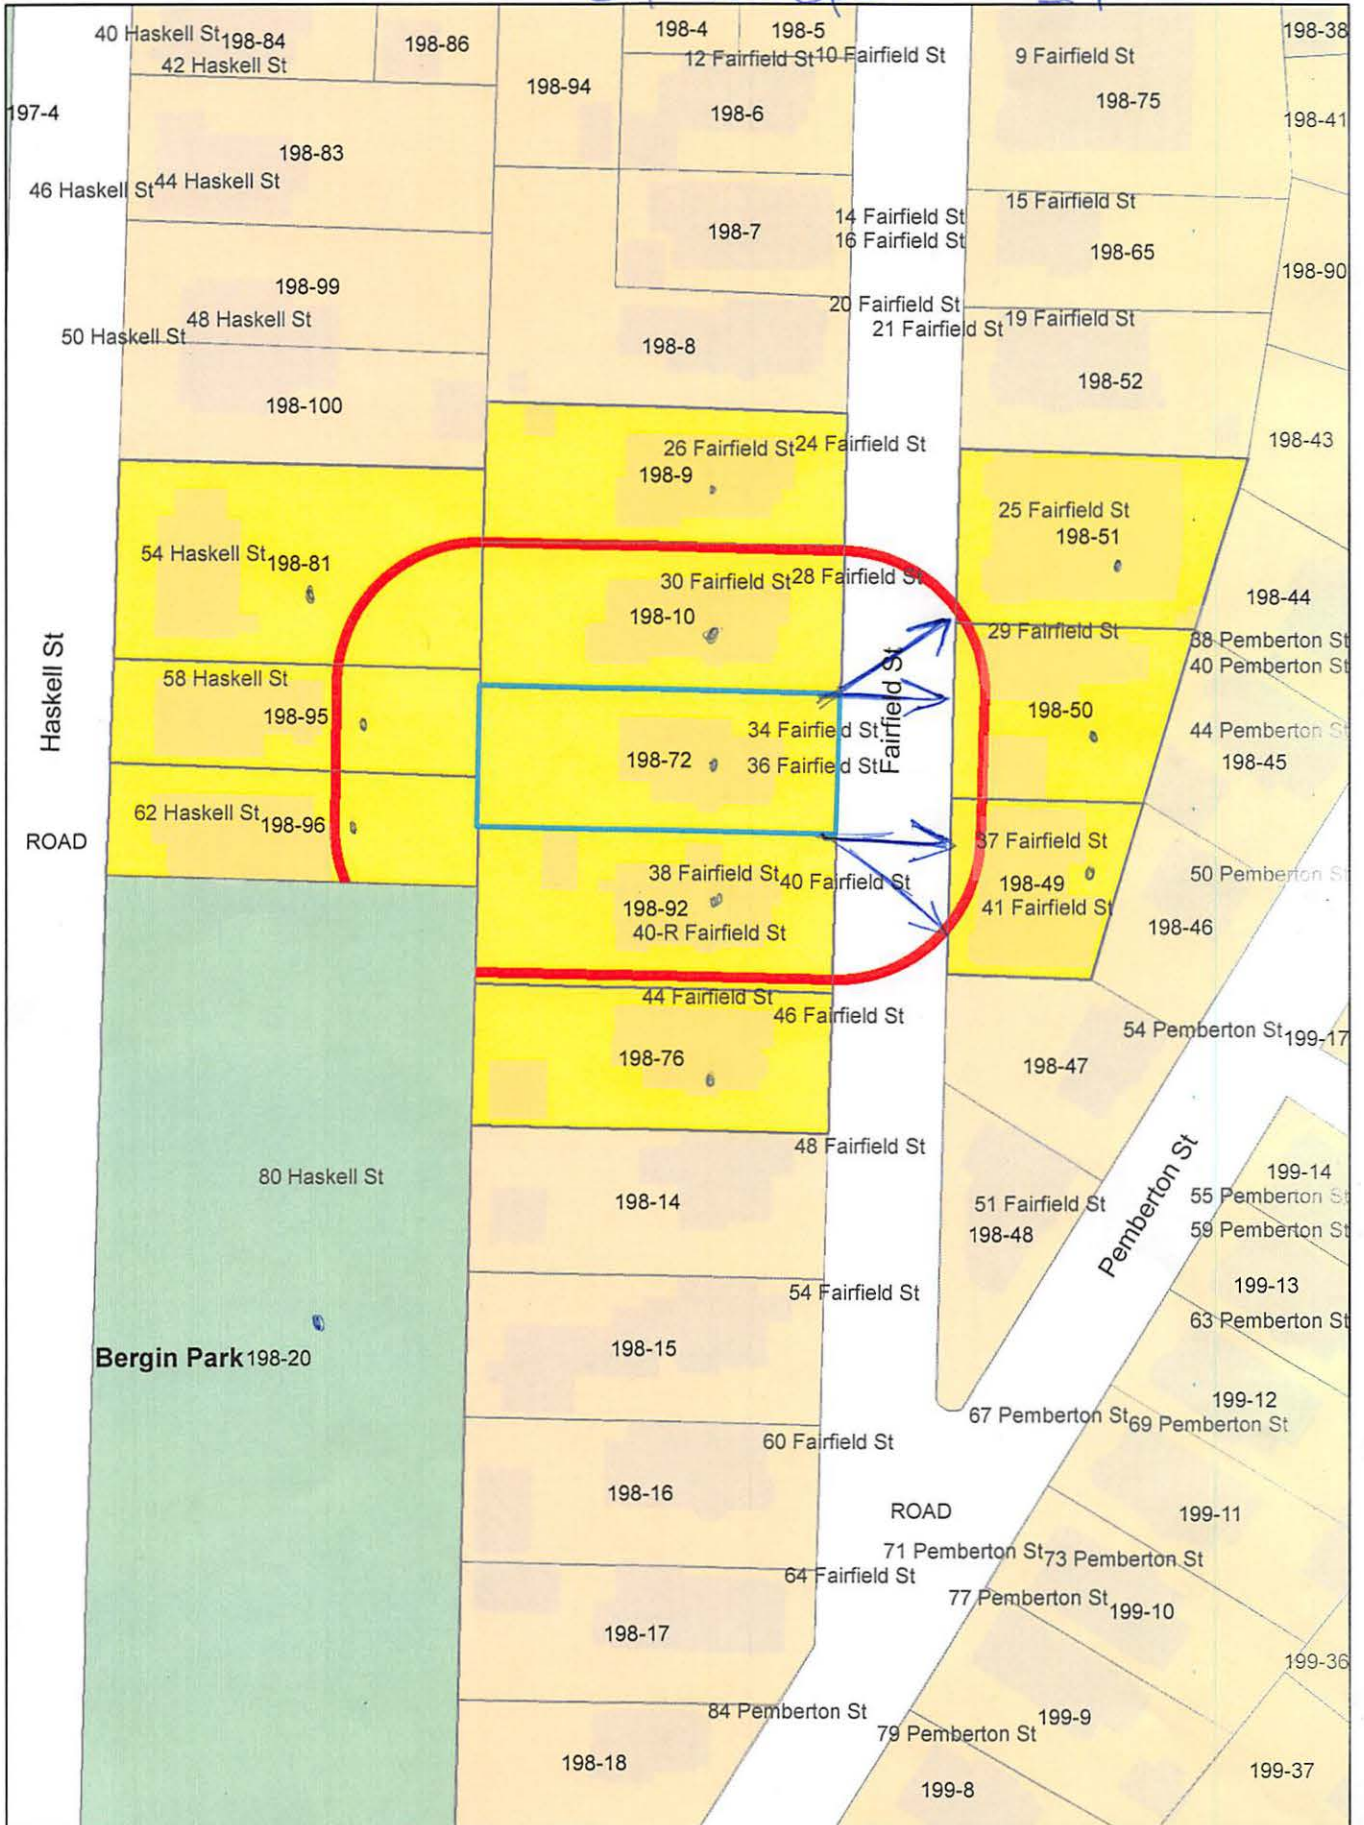 40 Haskell St 198-84
198-86
198-4
198-5
198-38
42 Haskell St
12 Fairfield St 10 Fairfield St
9 Fairfield St
198-94
198-75
197-4
198-6
198-41
198-83
46 Haskell St 44 Haskell St
15 Fairfield St
14 Fairfield St
198-7
16 Fairfield St
198-65
198-90
198-99
20 Fairfield St
48 Haskell St
21 Fairfield St 19 Fairfield St
50 Haskell St
198-8
198-52
198-100
198-43
26 Fairfield St 24 Fairfield St
198-9
25 Fairfield St
198-51
54 Haskell St 198-81
30 Fairfield St 28 Fairfield St
198-44
198-10
29 Fairfield St
38 Pemberton St
40 Pemberton St
Haskell St
58 Haskell St
Fairfield St
198-95
198-50
34 Fairfield St
44 Pemberton St
198-72
36 Fairfield St
198-45
62 Haskell St 198-96
ROAD
37 Fairfield St
38 Fairfield St 40 Fairfield St
198-49
50 Pemberton St
198-92
41 Fairfield St
40-R Fairfield St
198-46
44 Fairfield St
46 Fairfield St
54 Pemberton St 199-17
198-76
198-47
48 Fairfield St
80 Haskell St
199-14
198-14
51 Fairfield St
55 Pemberton St
Pemberton St
198-48
59 Pemberton St
54 Fairfield St
199-13
63 Pemberton St
198-15
Bergin Park 198-20
199-12
67 Pemberton St 69 Pemberton St
60 Fairfield St
198-16
ROAD
199-11
71 Pemberton St 73 Pemberton St
64 Fairfield St
77 Pemberton St 199-10
198-17
199-36
84 Pemberton St
199-9
79 Pemberton St
198-18
199-37
199-8